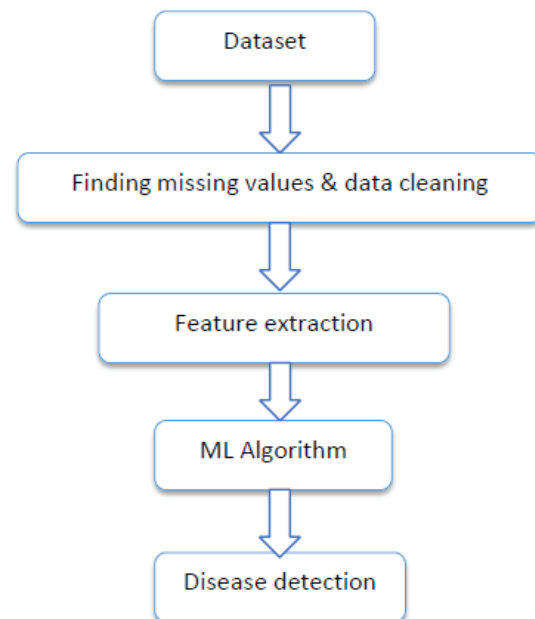 Dataset
Finding missing values & data cleaning
Feature extraction
ML Algorithm
Disease detection